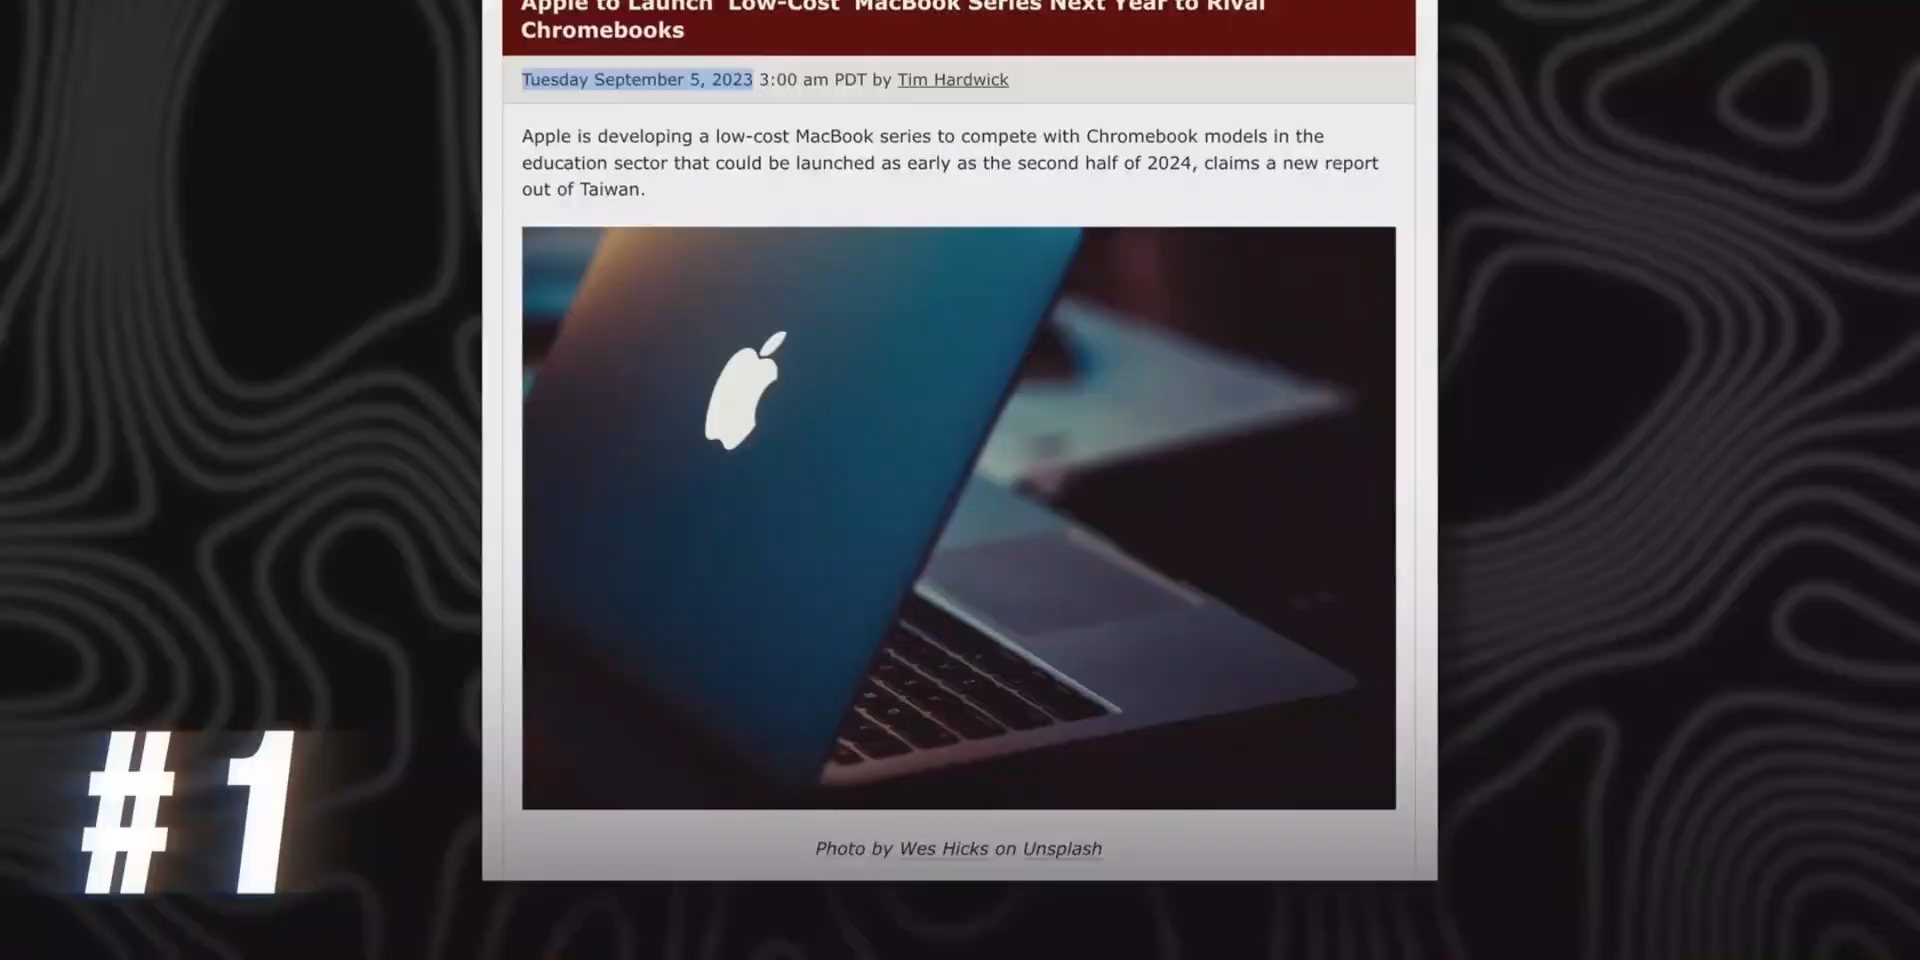 Apple to Launch 'Low-Cost' MacBook Series Next Year to Rival
Chromebooks
Tuesday September 5, 2023 3:00 am PDT by Tim Hardwick
Apple is developing a low-cost MacBook series to compete with Chromebook models in the
education sector that could be launched as early as the second half of 2024, claims a new report
out of Taiwan.
Photo by Wes Hicks on Unsplash
#1